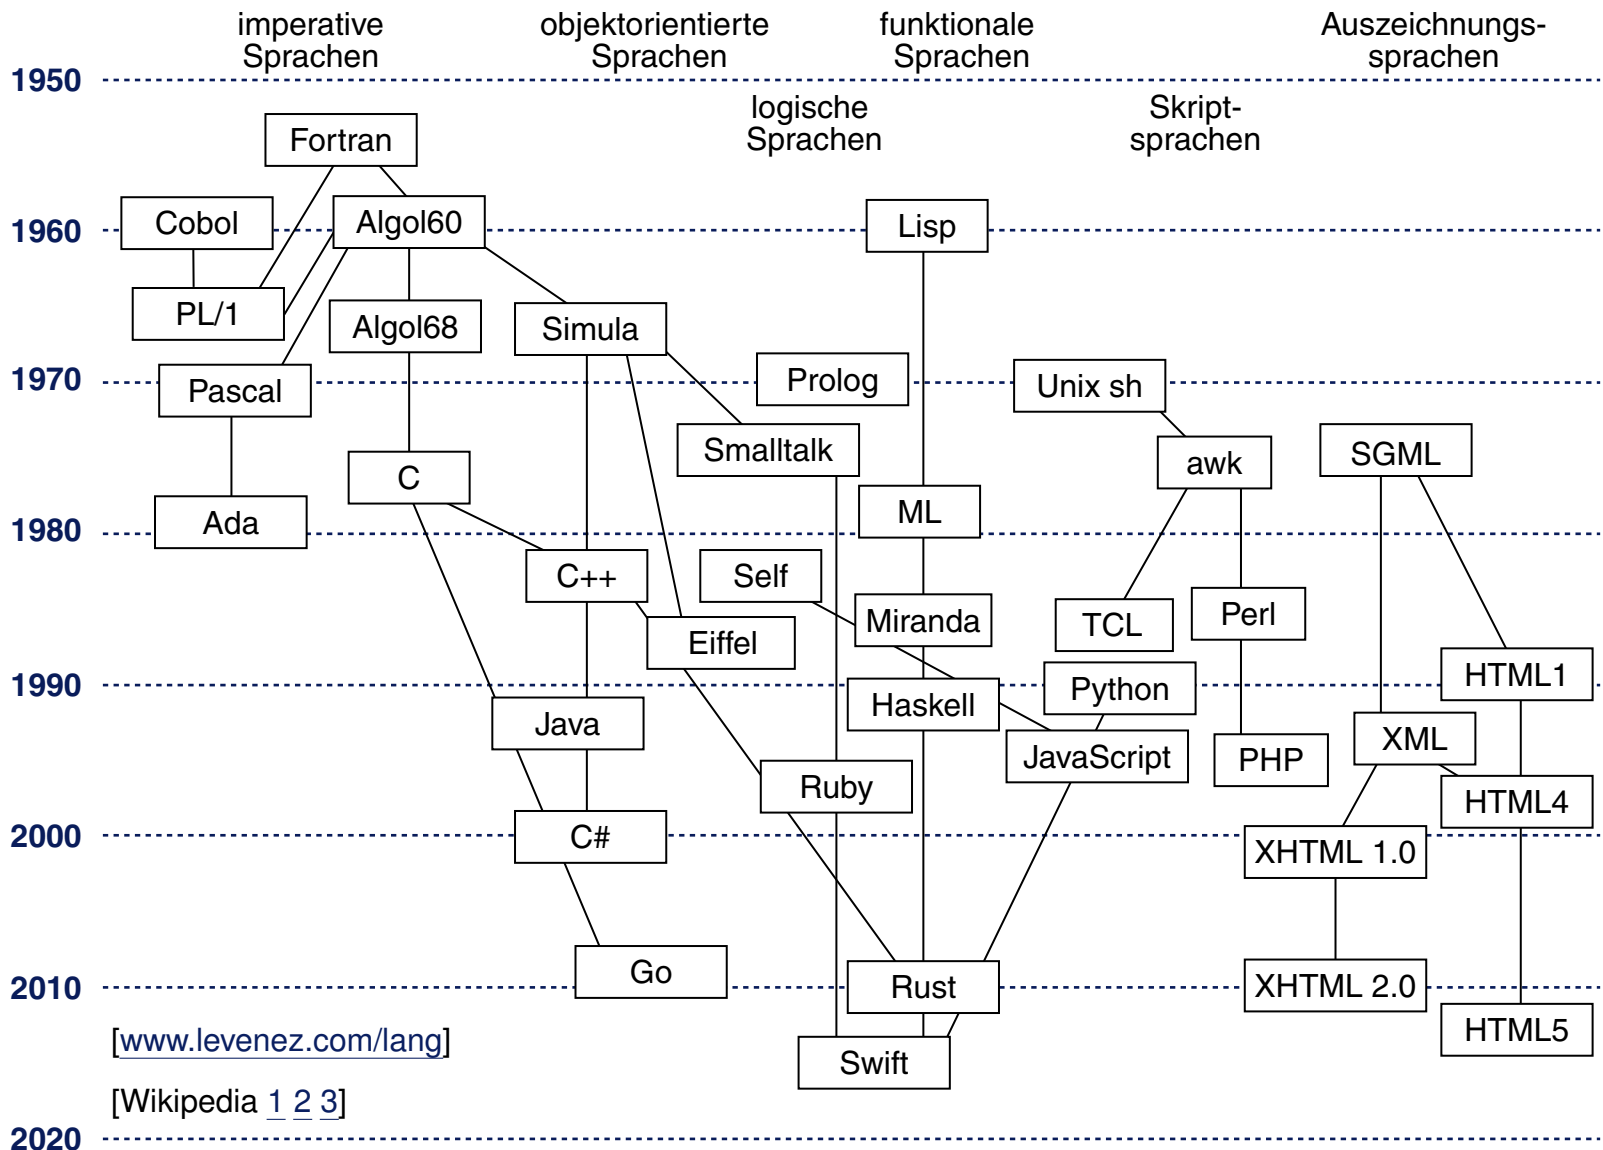 imperative
Sprachen
objektorientierte
Sprachen
funktionale
Sprachen
Auszeichnungs-
sprachen
1950
logische
Sprachen
Skript-
sprachen
Fortran
Cobol
Algol60
Lisp
1960
PL/1
Algol68
Simula
1970
Pascal
Prolog
Unix sh
Smalltalk
awk
SGML
C
ML
Ada
1980
C++
Self
Miranda
TCL
Perl
Eiffel
HTML1
1990
Python
Haskell
Java
XML
JavaScript
PHP
Ruby
HTML4
2000
C#
XHTML 1.0
Go
2010
Rust
XHTML 2.0
HTML5
[www.levenez.com/lang]
Swift
[Wikipedia 1 2 3]
2020